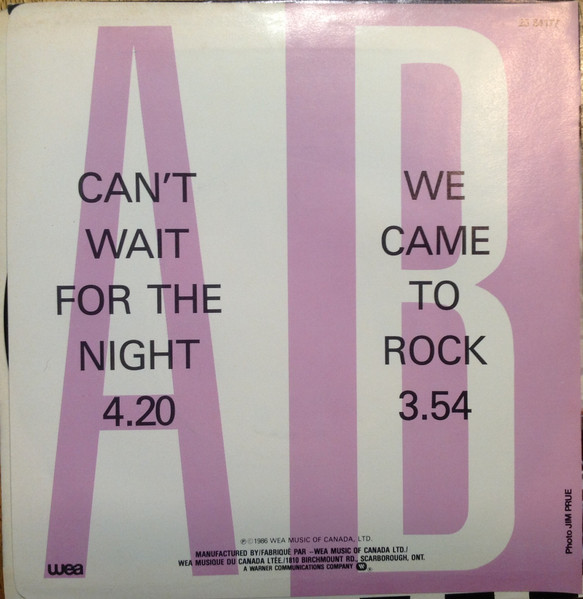 A B
CAN'T
WAIT
FOR THE
NIGHT
4.20
WE
CAME
TO
ROCK
3.54
Photo JIM PRUE
℗©1986 WEA MUSIC OF CANADA, LTD.
MANUFACTURED BY/FABRIQUÉ PAR –WEA MUSIC OF CANADA LTD./
WEA MUSIQUE DU CANADA LTÉE./1810 BIRCHMOUNT RD., SCARBOROUGH, ONT.
A WARNER COMMUNICATIONS COMPANY
wea